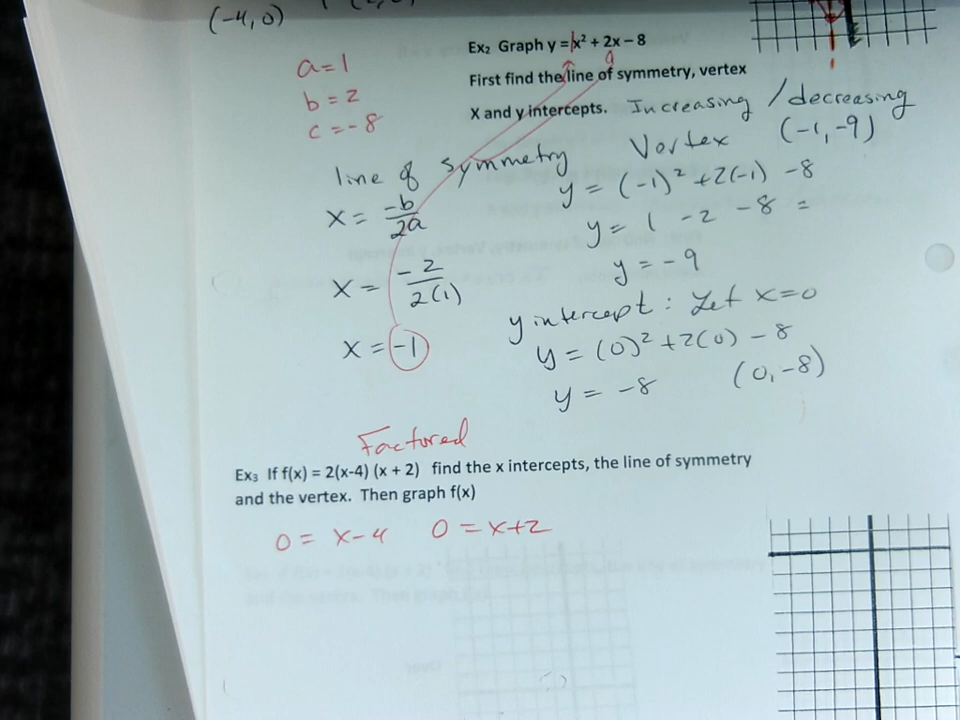 (-4,0)
Ex2 Graph y = 1x² + 2x – 8
a
a=1
b = 2
c = -8
First find the line of symmetry, vertex
X and y intercepts. Increasing / decreasing
line of symmetry
x = -b/2a
x = -2/2(1)
x = -1
Vortex (-1,-9)
y = (-1)² + 2(-1) - 8
y = 1 - 2 - 8 =
y = -9
y intercept : Let x=0
y = (0)² + 2(0) - 8
y = -8 (0,-8)
Factored
Ex3 If f(x) = 2(x-4) (x + 2) find the x intercepts, the line of symmetry
and the vertex. Then graph f(x)
0 = x-4 0 = x+2